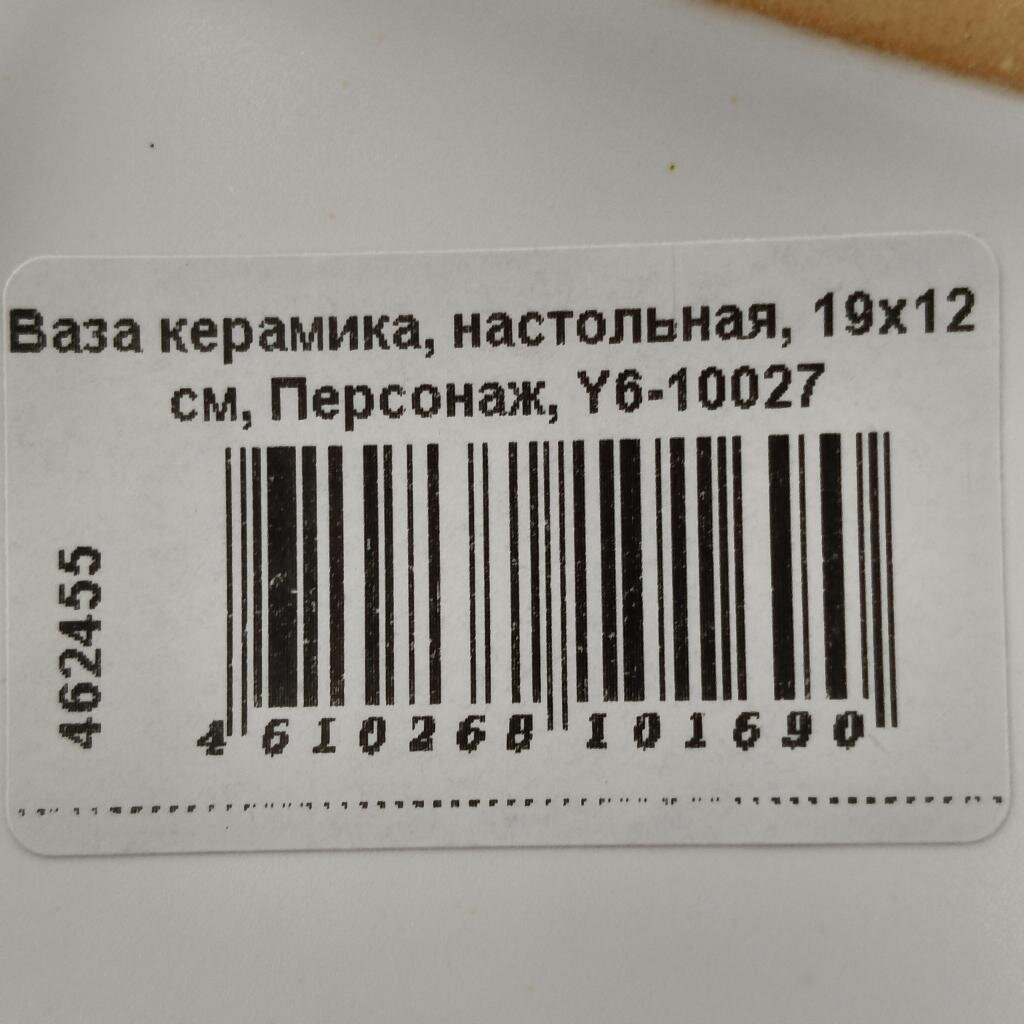 Ваза керамика, настольная, 19х12
см, Персонаж, Y6-10027
462455
4 610268 101690